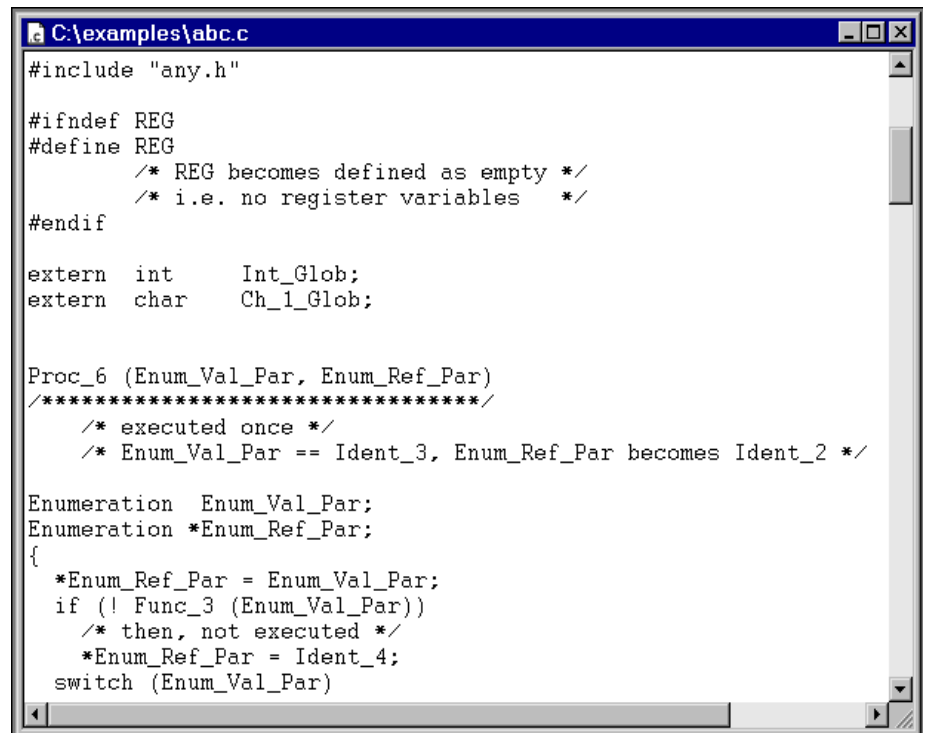 C:\examples\abc.c
#include "any.h"
#ifndef REG
#define REG
/* REG becomes defined as empty */
/* i.e. no register variables   */
#endif
extern  int     Int_Glob;
extern  char    Ch_1_Glob;
Proc_6 (Enum_Val_Par, Enum_Ref_Par)
/*********************************/
/* executed once */
/* Enum_Val_Par == Ident_3, Enum_Ref_Par becomes Ident_2 */
Enumeration  Enum_Val_Par;
Enumeration *Enum_Ref_Par;
{
*Enum_Ref_Par = Enum_Val_Par;
if (! Func_3 (Enum_Val_Par))
/* then, not executed */
*Enum_Ref_Par = Ident_4;
switch (Enum_Val_Par)